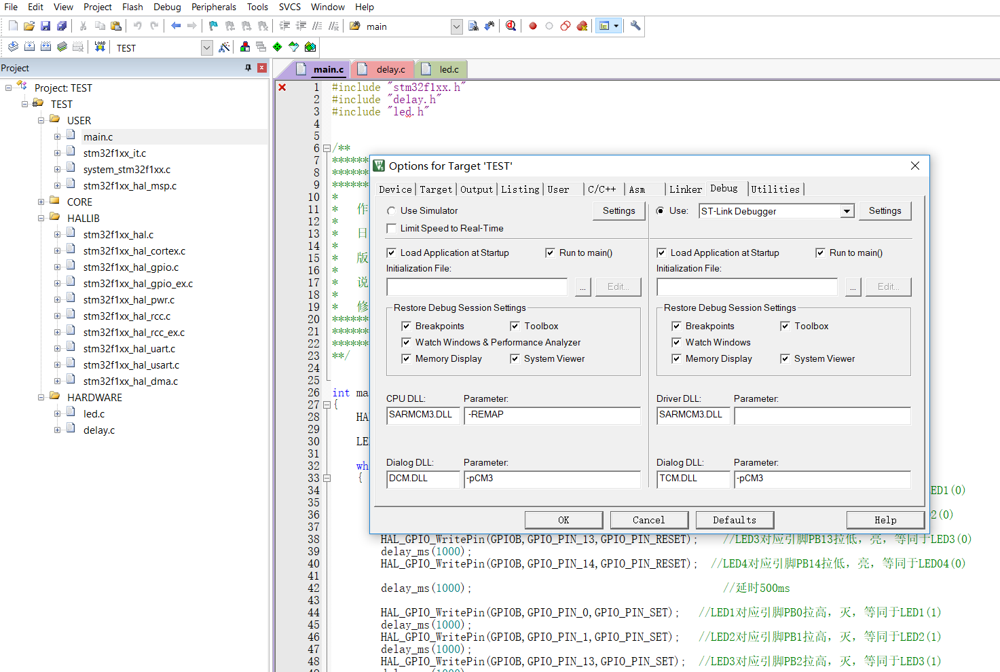 File Edit View Project Flash Debug Peripherals Tools SVCS Window Help
main
LOAD TEST
Project
main.c delay.c led.c
Project: TEST
TEST
USER
main.c
stm32f1xx_it.c
system_stm32f1xx.c
stm32f1xx_hal_msp.c
CORE
HALLIB
stm32f1xx_hal.c
stm32f1xx_hal_cortex.c
stm32f1xx_hal_gpio.c
stm32f1xx_hal_gpio_ex.c
stm32f1xx_hal_pwr.c
stm32f1xx_hal_rcc.c
stm32f1xx_hal_rcc_ex.c
stm32f1xx_hal_uart.c
stm32f1xx_hal_usart.c
stm32f1xx_hal_dma.c
HARDWARE
led.c
delay.c
1 #include "stm32f1xx.h"
2 #include "delay.h"
3 #include "led.h"
4
5
6 /**
7 ******
8 ******
9 ******
10 *
11 * 作
12 *
13 * 日
14 *
15 * 版
16 *
17 * 说
18 *
19 * 修
20 ******
21 ******
22 ******
23 **/
24
25
26 int ma
27 {
28 HA
29
30 LE
31
32 wh
33 {
34 ED1(0)
35
36 2(0)
37
38 HAL_GPIO_WritePin(GPIOB,GPIO_PIN_13,GPIO_PIN_RESET); //LED3对应引脚PB13拉低，亮，等同于LED3(0)
39 delay_ms(1000);
40 HAL_GPIO_WritePin(GPIOB,GPIO_PIN_14,GPIO_PIN_RESET); //LED4对应引脚PB14拉低，亮，等同于LED04(0)
41
42 delay_ms(1000); //延时500ms
43
44 HAL_GPIO_WritePin(GPIOB,GPIO_PIN_0,GPIO_PIN_SET); //LED1对应引脚PB0拉高，灭，等同于LED1(1)
45 delay_ms(1000);
46 HAL_GPIO_WritePin(GPIOB,GPIO_PIN_1,GPIO_PIN_SET); //LED2对应引脚PB1拉高，灭，等同于LED2(1)
47 delay_ms(1000);
48 HAL_GPIO_WritePin(GPIOB,GPIO_PIN_13,GPIO_PIN_SET); //LED3对应引脚PB2拉高，灭，等同于LED3(1)
Options for Target 'TEST'
Device Target Output Listing User C/C++ Asm Linker Debug Utilities
Use Simulator Settings
Limit Speed to Real-Time
Load Application at Startup Run to main()
Initialization File:
... Edit...
Restore Debug Session Settings
Breakpoints Toolbox
Watch Windows & Performance Analyzer
Memory Display System Viewer
CPU DLL: Parameter:
SARMCM3.DLL -REMAP
Dialog DLL: Parameter:
DCM.DLL -pCM3
Use: ST-Link Debugger Settings
Load Application at Startup Run to main()
Initialization File:
... Edit...
Restore Debug Session Settings
Breakpoints Toolbox
Watch Windows
Memory Display System Viewer
Driver DLL: Parameter:
SARMCM3.DLL
Dialog DLL: Parameter:
TCM.DLL -pCM3
OK Cancel Defaults Help